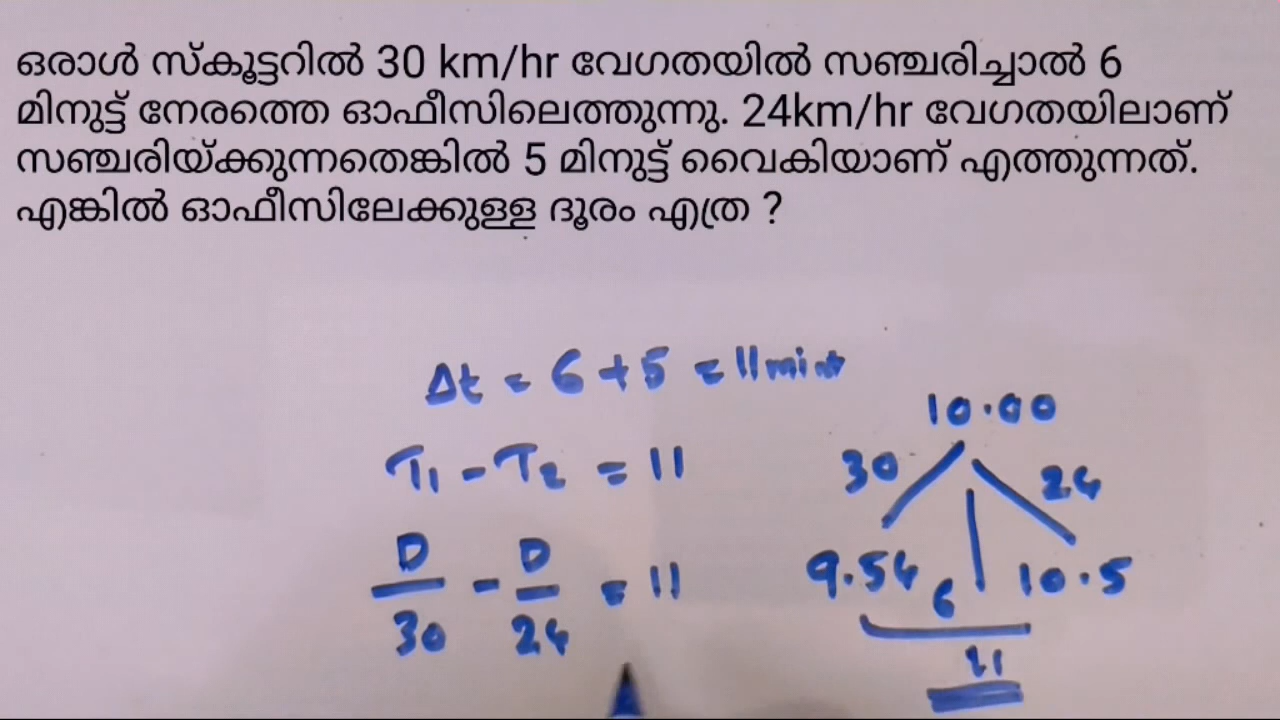 ഒരാൾ സ്കൂട്ടറിൽ 30 km/hr വേഗതയിൽ സഞ്ചരിച്ചാൽ 6
മിനുട്ട് നേരത്തെ ഓഫീസിലെത്തുന്നു. 24km/hr വേഗതയിലാണ്
സഞ്ചരിയ്ക്കുന്നതെങ്കിൽ 5 മിനുട്ട് വൈകിയാണ് എത്തുന്നത്.
എങ്കിൽ ഓഫീസിലേക്കുള്ള ദൂരം എത്ര ?
Δt = 6 + 5 = 11 mint
T1 - T2 = 11
D/30 - D/24 = 11
10.00
30 24
9.54 6 10.5
11